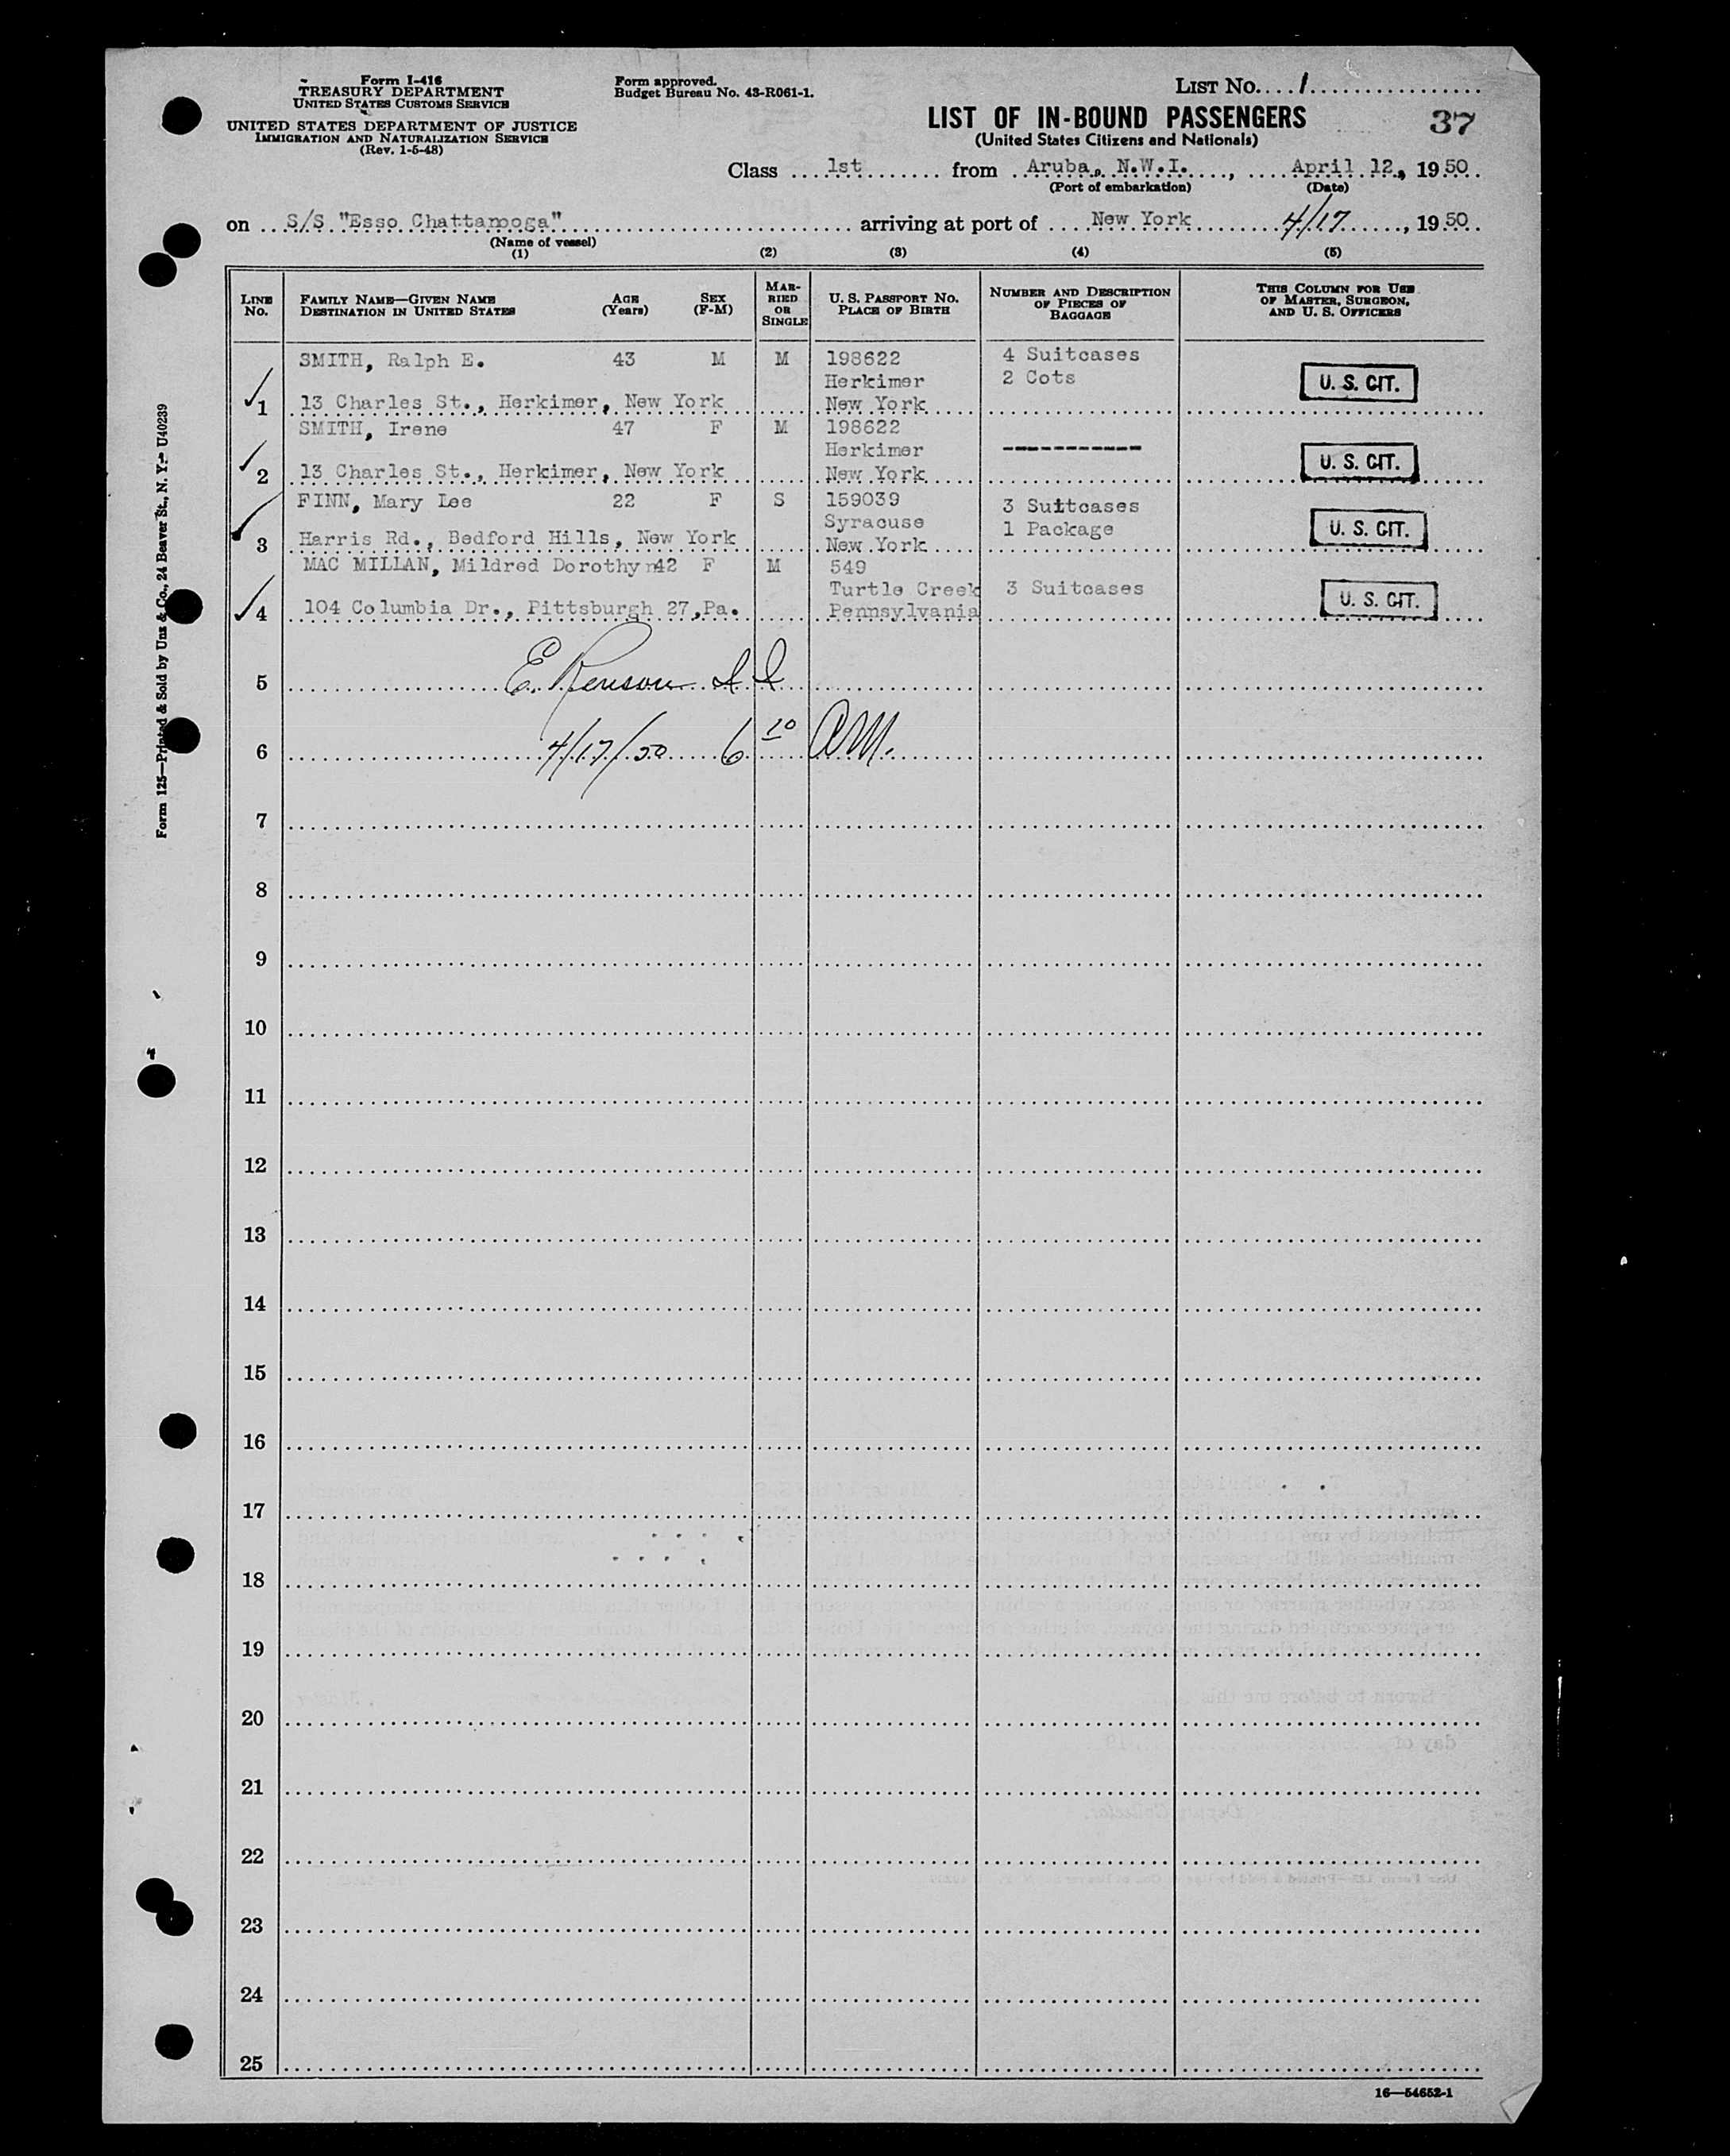 Form I-416
TREASURY DEPARTMENT
UNITED STATES CUSTOMS SERVICE
UNITED STATES DEPARTMENT OF JUSTICE
IMMIGRATION AND NATURALIZATION SERVICE
(Rev. 1-5-48)
Form approved.
Budget Bureau No. 43-R061-1.
LIST No. 1
LIST OF IN-BOUND PASSENGERS
37
(United States Citizens and Nationals)
Class 1st from Aruba, N.W.I., April 12, 1950
(Port of embarkation) (Date)
on S/S "Esso Chattanooga" arriving at port of New York 4/17, 1950
(Name of vessel)
(1) (2) (3) (4) (5)
LINE No.
FAMILY NAME—GIVEN NAME
DESTINATION IN UNITED STATES
AGE (Years)
SEX (F-M)
MARRIED OR SINGLE
U. S. PASSPORT NO.
PLACE OF BIRTH
NUMBER AND DESCRIPTION OF PIECES OF BAGGAGE
THIS COLUMN FOR USE OF MASTER, SURGEON, AND U. S. OFFICERS
SMITH, Ralph E. 43 M M 198622 4 Suitcases
Herkimer 2 Cots U. S. CIT.
1 13 Charles St., Herkimer, New York New York
SMITH, Irene 47 F M 198622
Herkimer ----------- U. S. CIT.
2 13 Charles St., Herkimer, New York New York
FINN, Mary Lee 22 F S 159039 3 Suitcases
Syracuse 1 Package U. S. CIT.
3 Harris Rd., Bedford Hills, New York New York
MAC MILLAN, Mildred Dorothy 42 F M 549
Turtle Creek 3 Suitcases U. S. CIT.
4 104 Columbia Dr., Pittsburgh 27, Pa. Pennsylvania
5 E.
6 4/17/50 6 10 AM.
7
8
9
10
11
12
13
14
15
16
17
18
19
20
21
22
23
24
25
16—54652-1
Form 125—Printed & Sold by Unz & Co., 24 Beaver St., N. Y.—U40239